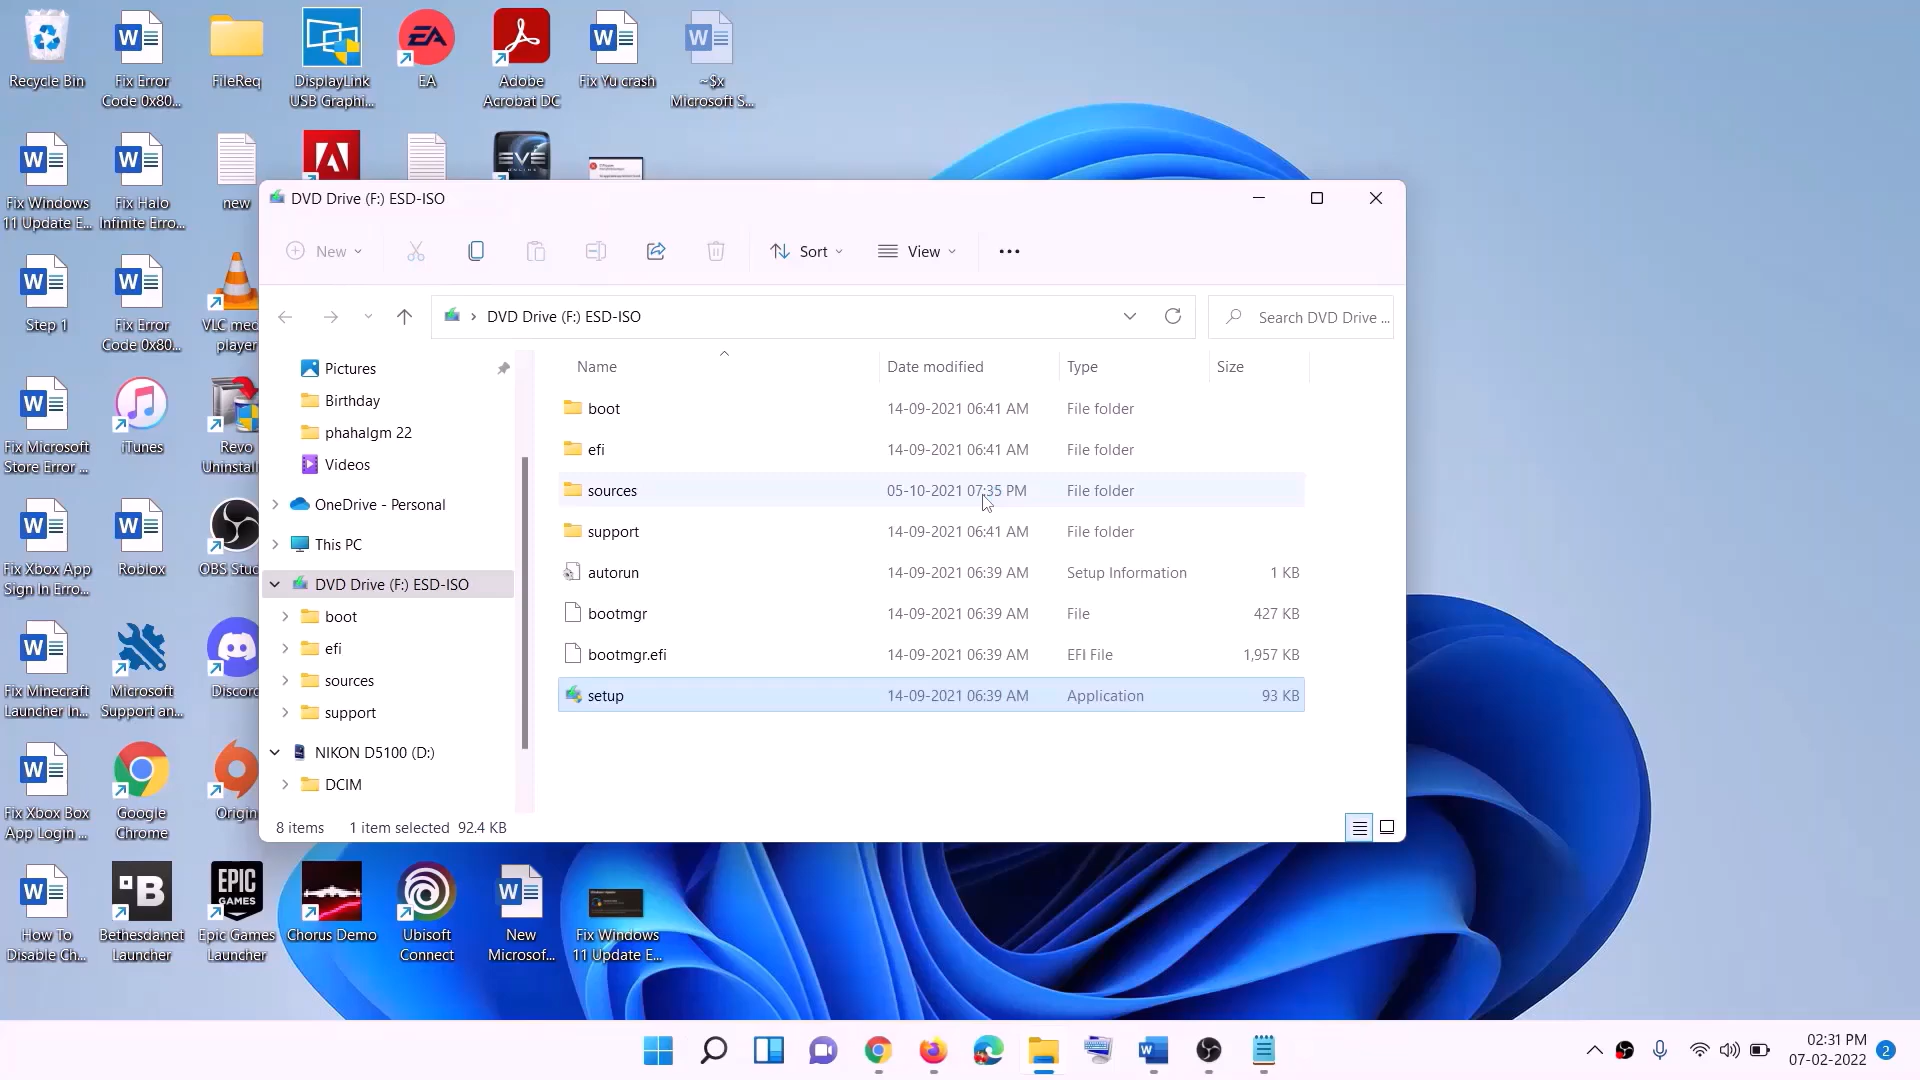 Recycle Bin
Fix Error
Code 0x80...
FileReq
DisplayLink
USB Graphi...
EA
EA
Adobe
Acrobat DC
Fix Yu crash
~$x
Microsoft S...
Fix Windows
11 Update E...
Fix Halo
Infinite Erro...
new
EVE
ONLINE
Step 1
Fix Error
Code 0x80...
VLC med
player
Fix Microsoft
Store Error ...
iTunes
Revo
Uninstall
Fix Xbox App
Sign In Erro...
Roblox
OBS Stud
Fix Minecraft
Launcher In...
Microsoft
Support an...
Discord
Fix Xbox Box
App Login ...
Google
Chrome
Origin
How To
Disable Ch...
B
Bethesda.net
Launcher
EPIC
GAMES
Epic Games
Launcher
Chorus Demo
Ubisoft
Connect
New
Microsof...
Fix Windows
11 Update E...
DVD Drive (F:) ESD-ISO
New
Sort
View
DVD Drive (F:) ESD-ISO
Search DVD Drive ...
Pictures
Birthday
phahalgm 22
Videos
OneDrive - Personal
This PC
DVD Drive (F:) ESD-ISO
boot
efi
sources
support
NIKON D5100 (D:)
DCIM
Name Date modified Type Size
boot 14-09-2021 06:41 AM File folder
efi 14-09-2021 06:41 AM File folder
sources 05-10-2021 07:35 PM File folder
support 14-09-2021 06:41 AM File folder
autorun 14-09-2021 06:39 AM Setup Information 1 KB
bootmgr 14-09-2021 06:39 AM File 427 KB
bootmgr.efi 14-09-2021 06:39 AM EFI File 1,957 KB
setup 14-09-2021 06:39 AM Application 93 KB
8 items 1 item selected 92.4 KB
02:31 PM
07-02-2022
2